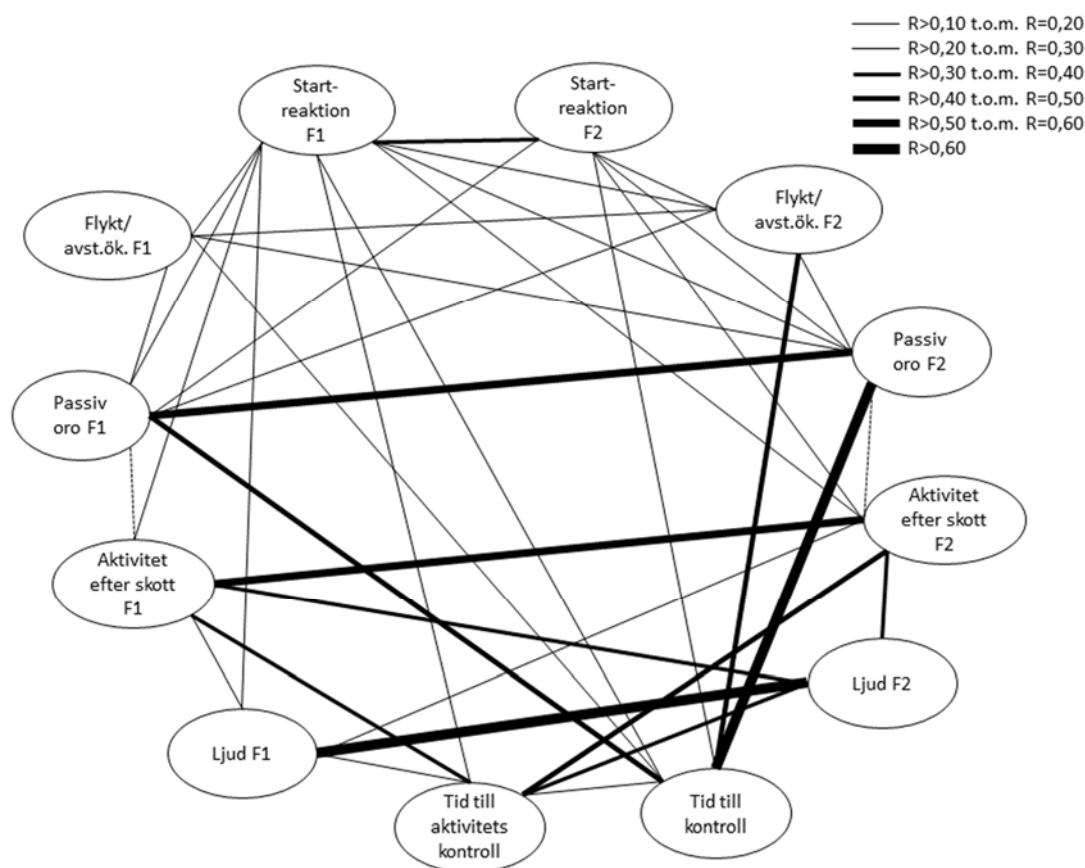 R>0,10 t.o.m. R=0,20
R>0,20 t.o.m. R=0,30
R>0,30 t.o.m. R=0,40
R>0,40 t.o.m. R=0,50
R>0,50 t.o.m. R=0,60
R>0,60
Start-
reaktion
F1
Start-
reaktion
F2
Flykt/
avst.ök. F1
Flykt/
avst.ök. F2
Passiv
oro F1
Passiv
oro F2
Aktivitet
efter skott
F1
Aktivitet
efter skott
F2
Ljud F1
Ljud F2
Tid till
aktivitets
kontroll
Tid till
kontroll